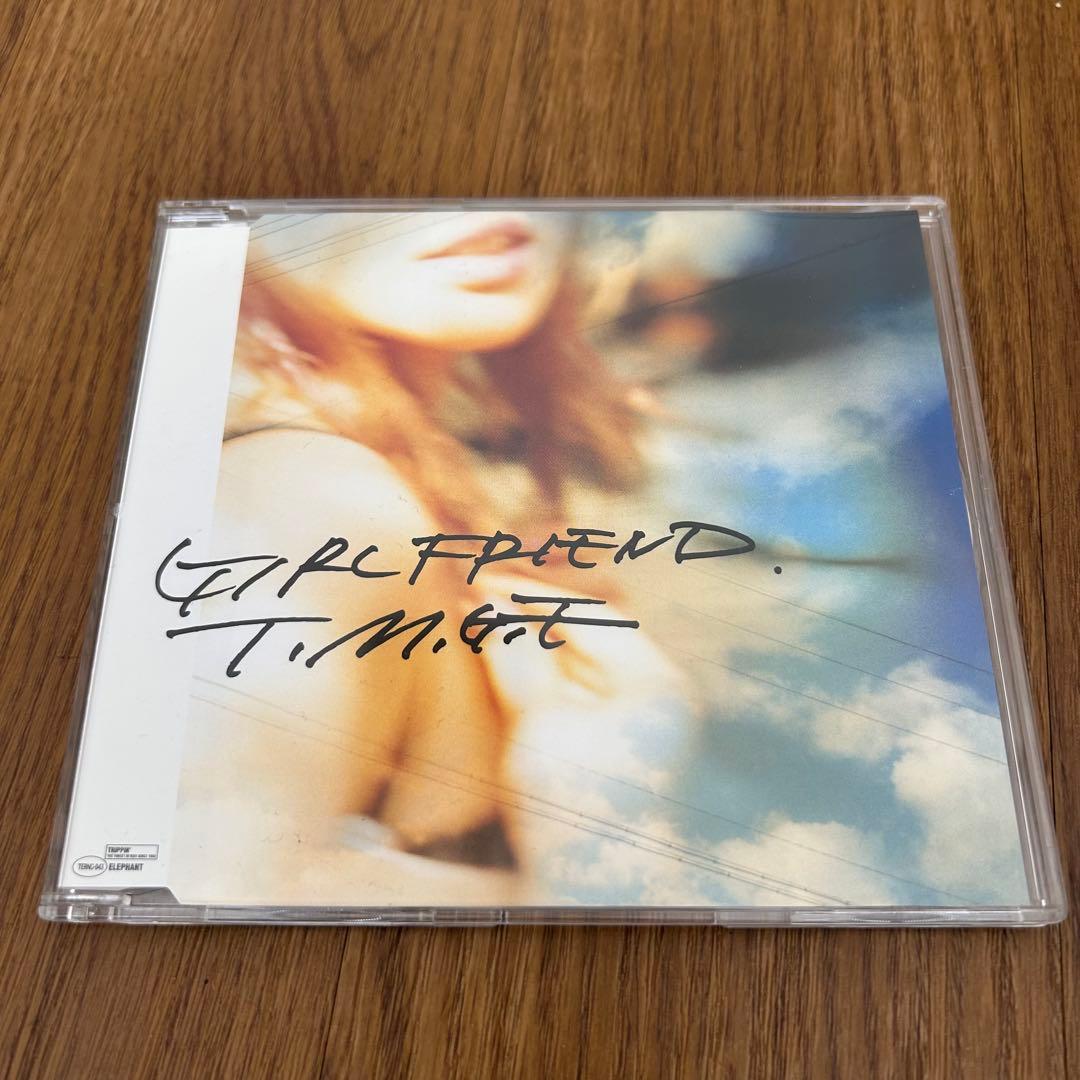 GIRLFRIEND.
T.M.G.E
TRIPPIN'
ELEPHANT